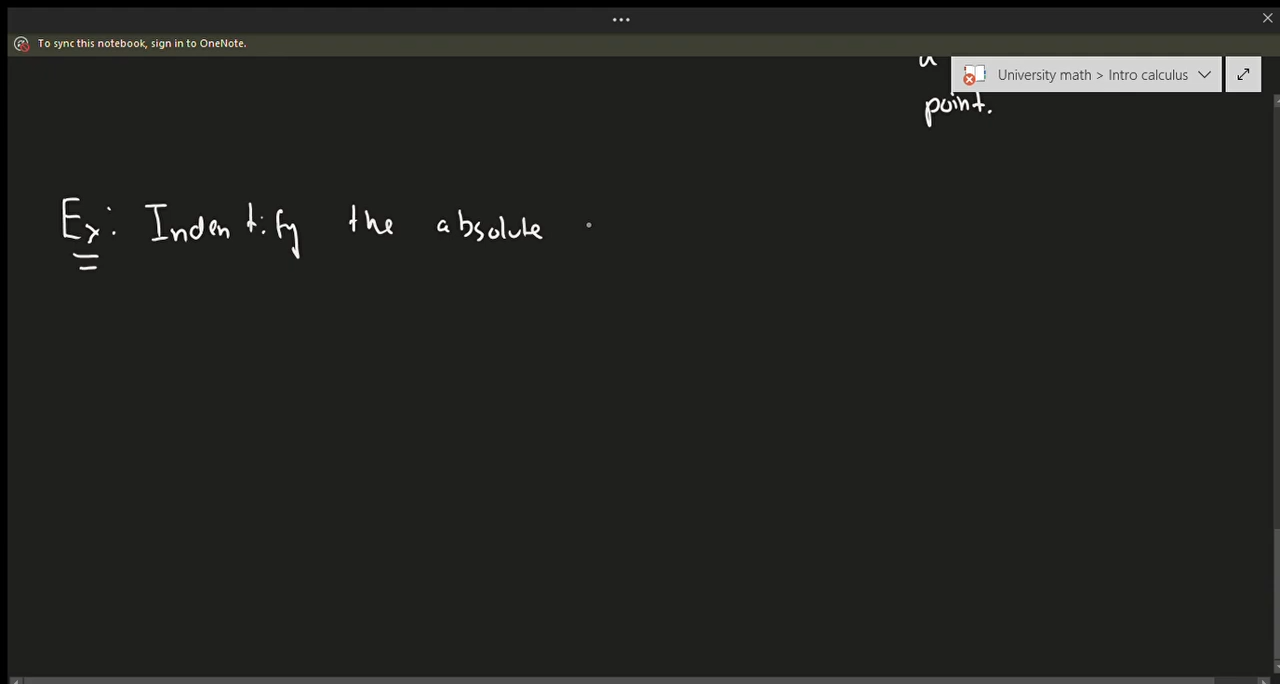 To sync this notebook, sign in to OneNote.
University math > Intro calculus
point.
Ex: Indentify the absolute